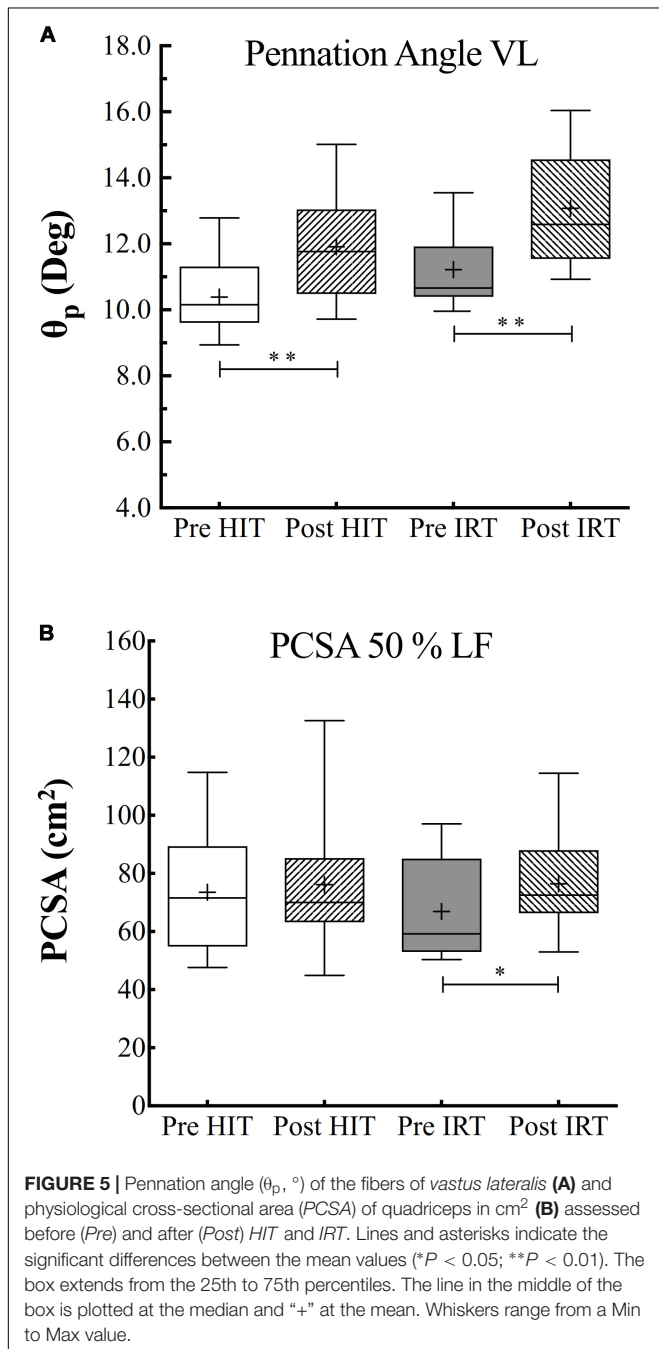 A
Pennation Angle VL
18.0
16.0
14.0
12.0
10.0
8.0
6.0
4.0
θp (Deg)
* *
* *
Pre HIT Post HIT Pre IRT Post IRT
B
PCSA 50 % LF
160
140
120
100
80
60
40
20
0
PCSA (cm²)
*
Pre HIT Post HIT Pre IRT Post IRT
FIGURE 5 | Pennation angle (θp, °) of the fibers of vastus lateralis (A) and
physiological cross-sectional area (PCSA) of quadriceps in cm² (B) assessed
before (Pre) and after (Post) HIT and IRT. Lines and asterisks indicate the
significant differences between the mean values (*P < 0.05; **P < 0.01). The
box extends from the 25th to 75th percentiles. The line in the middle of the
box is plotted at the median and “+” at the mean. Whiskers range from a Min
to Max value.